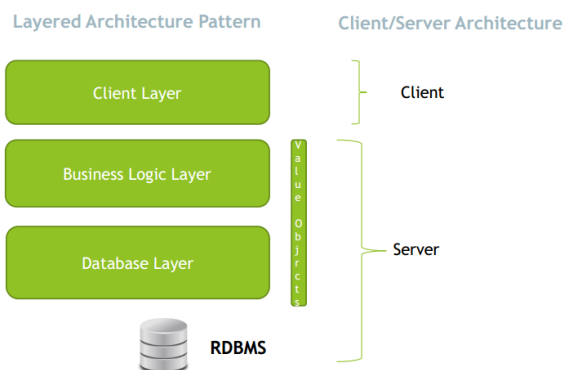 Layered Architecture Pattern
Client/Server Architecture
Client Layer
Client
Business Logic Layer
Value Objrcts
Database Layer
Server
RDBMS